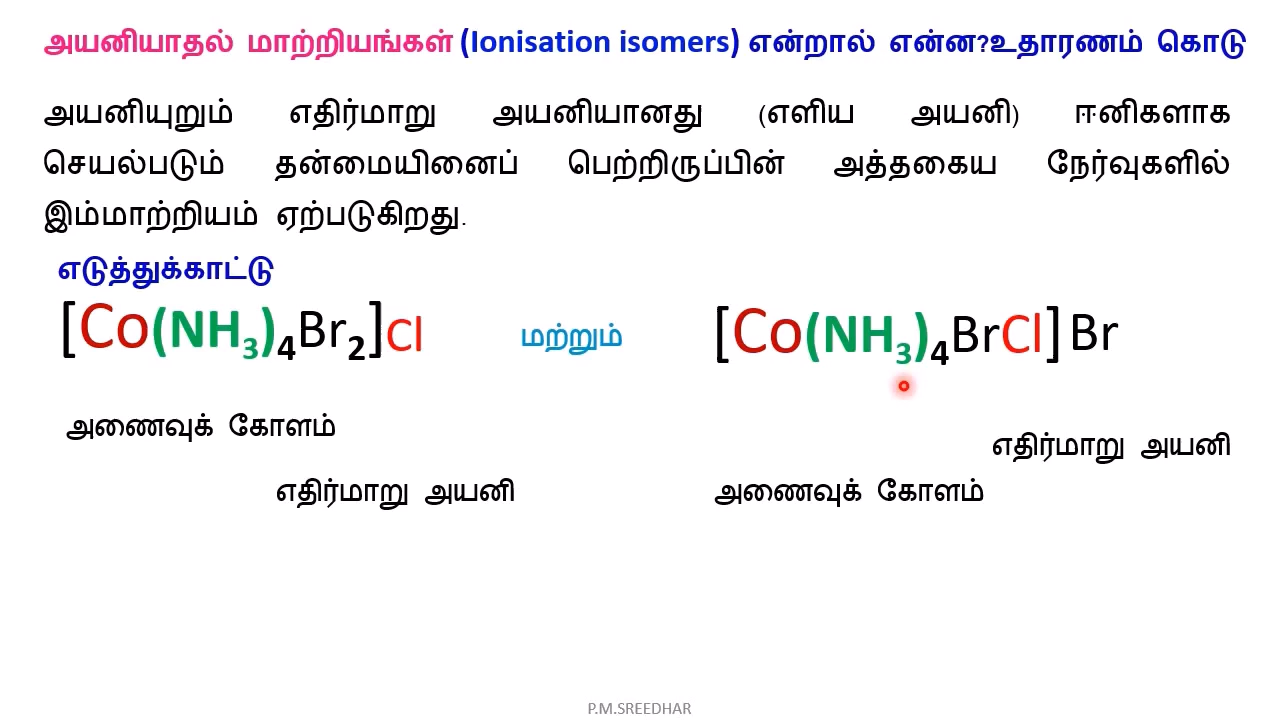 அயனியாதல் மாற்றியங்கள் (Ionisation isomers) என்றால் என்ன?உதாரணம் கொடு
அயனியுறும் எதிர்மாறு அயனியானது (எளிய அயனி) ஈனிகளாக
செயல்படும் தன்மையினைப் பெற்றிருப்பின் அத்தகைய நேர்வுகளில்
இம்மாற்றியம் ஏற்படுகிறது.
எடுத்துக்காட்டு
[Co(NH₃)₄Br₂]Cl மற்றும் [Co(NH₃)₄BrCl]Br
அணைவுக் கோளம்
எதிர்மாறு அயனி
எதிர்மாறு அயனி அணைவுக் கோளம்
P.M.SREEDHAR